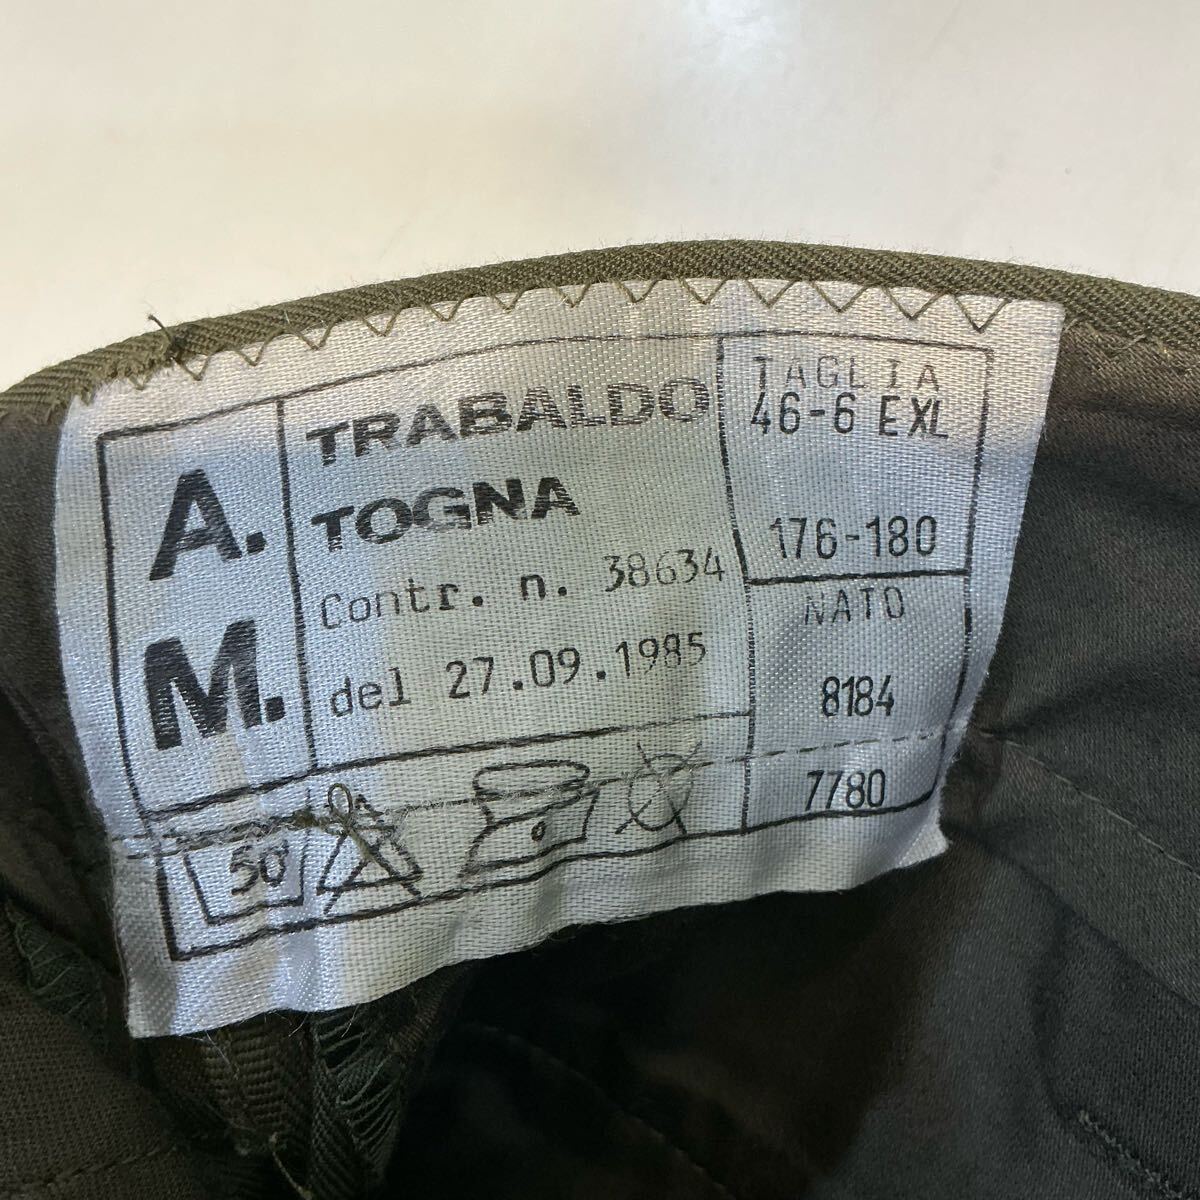 A.
M.
TRABALDO
TOGNA
Contr. n. 38634
del 27.09.1985
TAGLIA
46-6 EXL
176-180
NATO
8184
7780
50